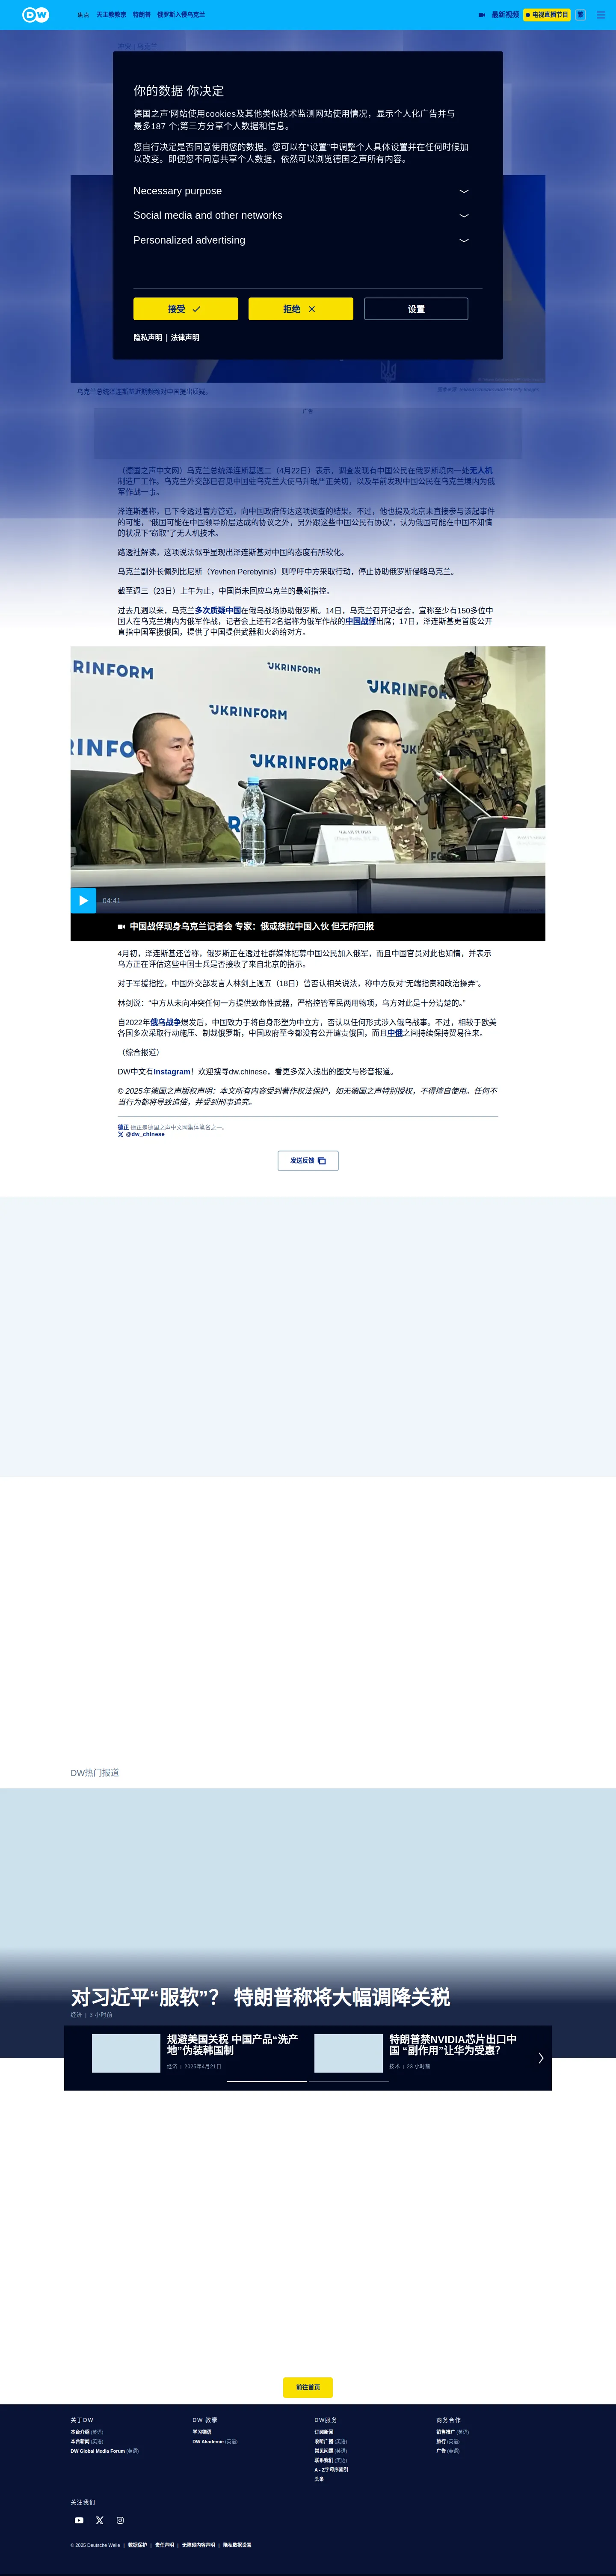 DW
焦点 天主教教宗 特朗普 俄罗斯入侵乌克兰
最新视频 电视直播节目 繁
冲突 | 乌克兰
你的数据 你决定
德国之声'网站使用cookies及其他类似技术监测网站使用情况，显示个人化广告并与
最多187 个;第三方分享个人数据和信息。
您自行决定是否同意使用您的数据。您可以在“设置”中调整个人具体设置并在任何时候加
以改变。即便您不同意共享个人数据，依然可以浏览德国之声所有内容。
Necessary purpose
Social media and other networks
Personalized advertising
接受 拒绝 设置
隐私声明 | 法律声明
乌克兰总统泽连斯基近期频频对中国提出质疑。
广告
（德国之声中文网）乌克兰总统泽连斯基週二（4月22日）表示，调查发现有中国公民在俄罗斯境内一处无人机
制造厂工作。乌克兰外交部已召见中国驻乌克兰大使马升琨严正关切，以及早前发现中国公民在乌克兰境内为俄
军作战一事。
泽连斯基称，已下令透过官方管道，向中国政府传达这项调查的结果。不过，他也提及北京未直接参与该起事件
的可能，“俄国可能在中国领导阶层达成的协议之外，另外跟这些中国公民有协议”，认为俄国可能在中国不知情
的状况下“窃取”了无人机技术。
路透社解读，这项说法似乎显现出泽连斯基对中国的态度有所软化。
乌克兰副外长佩列比尼斯（Yevhen Perebyinis）则呼吁中方采取行动，停止协助俄罗斯侵略乌克兰。
截至週三（23日）上午为止，中国尚未回应乌克兰的最新指控。
过去几週以来，乌克兰多次质疑中国在俄乌战场协助俄罗斯。14日，乌克兰召开记者会，宣称至少有150多位中
国人在乌克兰境内为俄军作战，记者会上还有2名据称为俄军作战的中国战俘出席；17日，泽连斯基更首度公开
直指中国军援俄国，提供了中国提供武器和火药给对方。
UKRINFORM
UKRINFORM
UKRINFORM
UKRINFORM
04:41
中国战俘现身乌克兰记者会 专家：俄或想拉中国入伙 但无所回报
4月初，泽连斯基还曾称，俄罗斯正在透过社群媒体招募中国公民加入俄军，而且中国官员对此也知情，并表示
乌方正在评估这些中国士兵是否接收了来自北京的指示。
对于军援指控，中国外交部发言人林剑上週五（18日）曾否认相关说法，称中方反对“无端指责和政治操弄”。
林剑说：“中方从未向冲突任何一方提供致命性武器，严格控管军民两用物项，乌方对此是十分清楚的。”
自2022年俄乌战争爆发后，中国致力于将自身形塑为中立方，否认以任何形式涉入俄乌战事。不过，相较于欧美
各国多次采取行动施压、制裁俄罗斯，中国政府至今都没有公开谴责俄国，而且中俄之间持续保持贸易往来。
（综合报道）
DW中文有Instagram！欢迎搜寻dw.chinese，看更多深入浅出的图文与影音报道。
© 2025年德国之声版权声明：本文所有内容受到著作权法保护，如无德国之声特别授权，不得擅自使用。任何不
当行为都将导致追偿，并受到刑事追究。
德正 德正是德国之声中文网集体笔名之一。
@dw_chinese
发送反馈
DW热门报道
对习近平“服软”？ 特朗普称将大幅调降关税
经济 | 3 小时前
规避美国关税 中国产品“洗产
地”伪装韩国制
经济 | 2025年4月21日
特朗普禁NVIDIA芯片出口中
国 “副作用”让华为受惠?
技术 | 23 小时前
前往首页
关于DW
本台介绍 (英语)
本台新闻 (英语)
DW Global Media Forum (英语)
DW 教學
学习德语
DW Akademie (英语)
DW服务
订阅新闻
收听广播 (英语)
常见问题 (英语)
联系我们 (英语)
A - Z字母序索引
头条
商务合作
销售推广 (英语)
旅行 (英语)
广告 (英语)
关注我们
© 2025 Deutsche Welle | 数据保护 | 责任声明 | 无障碍内容声明 | 隐私数据设置